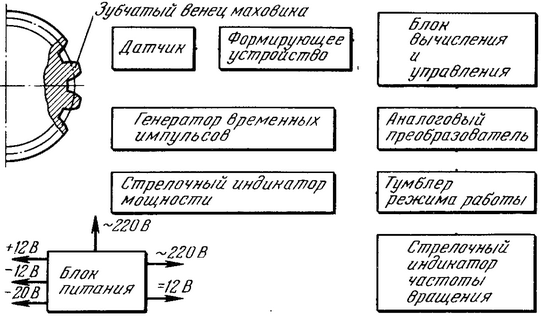 Зубчатый венец маховика
Датчик
Формирующее
устройство
Блок
вычисления
и
управления
Генератор временных
импульсов
Аналоговый
преобразователь
Стрелочный индикатор
мощности
Тумблер
режима работы
~220 В
+12 В
-12 В
-20 В
Блок
питания
~220 В
=12 В
Стрелочный
индикатор
частоты
вращения